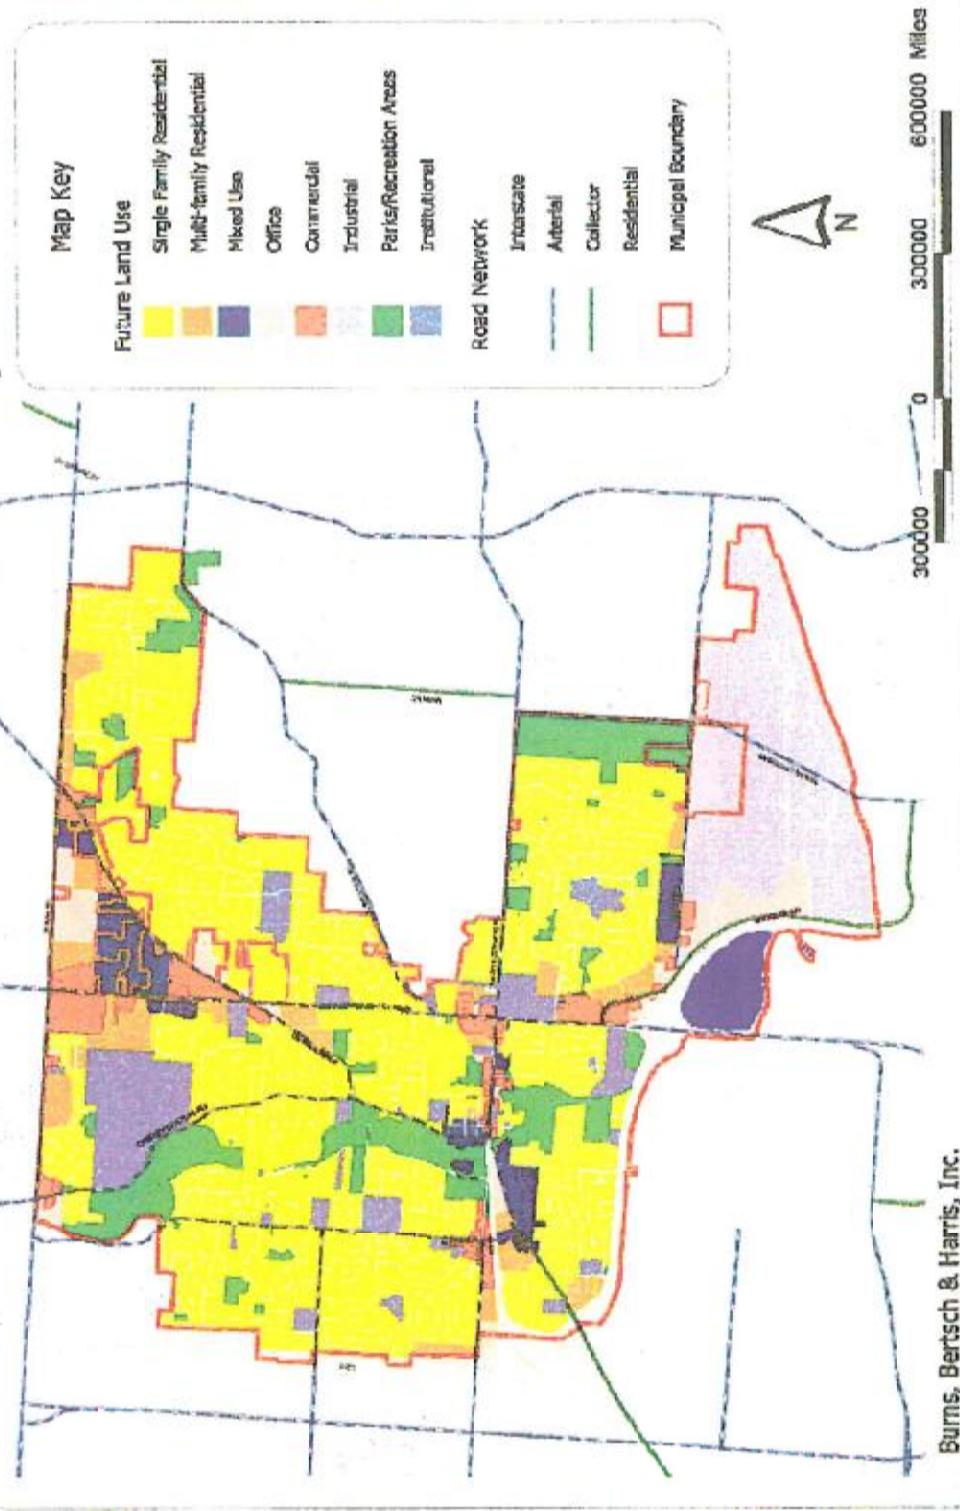 Map Key
Future Land Use
Single Family Residential
Multi-family Residential
Mixed Use
Office
Commercial
Industrial
Parks/Recreation Areas
Institutional
Road Network
Interstate
Arterial
Collector
Residential
Municipal Boundary
N
300000 0 300000 600000 Miles
Burns, Bertsch & Harris, Inc.